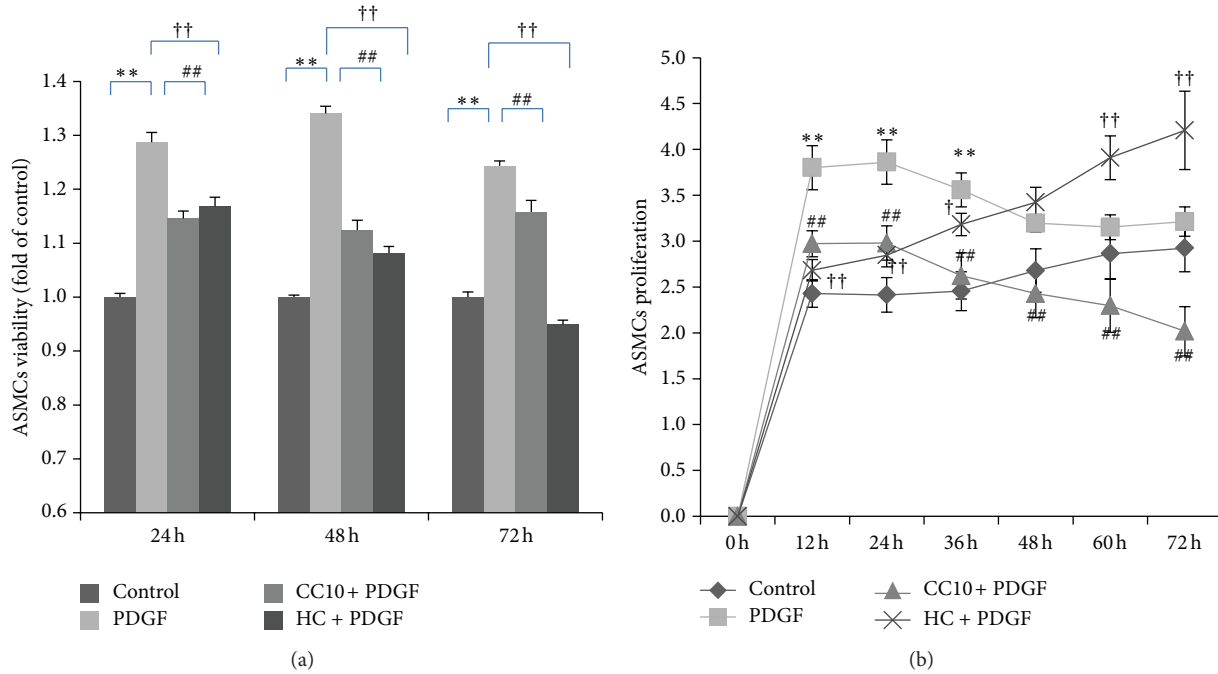 ††
††
††
**
##
**
##
**
##
1.4
1.3
1.2
1.1
1.0
0.9
0.8
0.7
0.6
ASMCs viability (fold of control)
24 h
48 h
72 h
Control
PDGF
CC10 + PDGF
HC + PDGF
(a)
5.0
4.5
4.0
3.5
3.0
2.5
2.0
1.5
1.0
0.5
0.0
ASMCs proliferation
**
**
**
††
††
##
##
†
##
††
††
##
##
##
0 h
12 h
24 h
36 h
48 h
60 h
72 h
Control
PDGF
CC10 + PDGF
HC + PDGF
(b)